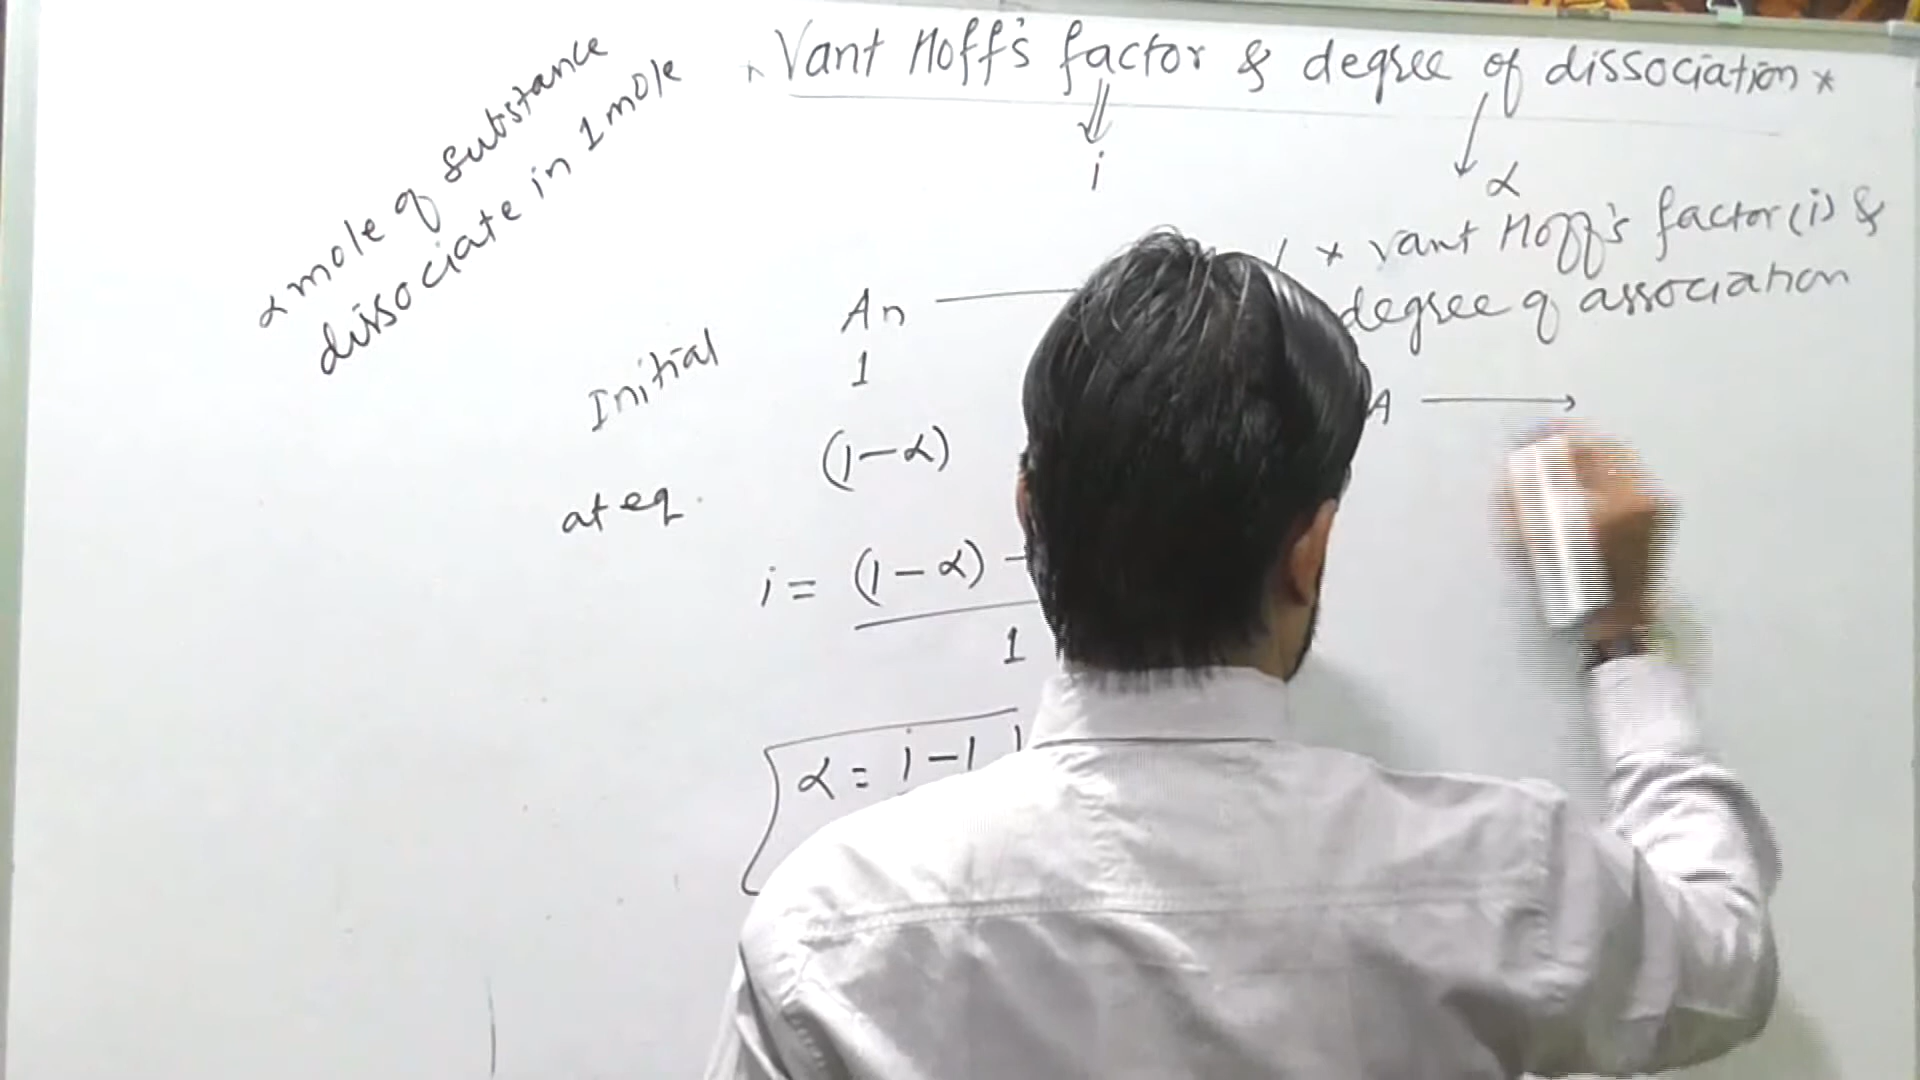 * Vant Hoff's factor & degree of dissociation *
i
α
α mole of substance
dissociate in 1 mole
An
Initial 1
at eq. (1-α)
i = (1-α)
1
α = i-1
* Vant Hoff's factor (i) &
degree of association
A →